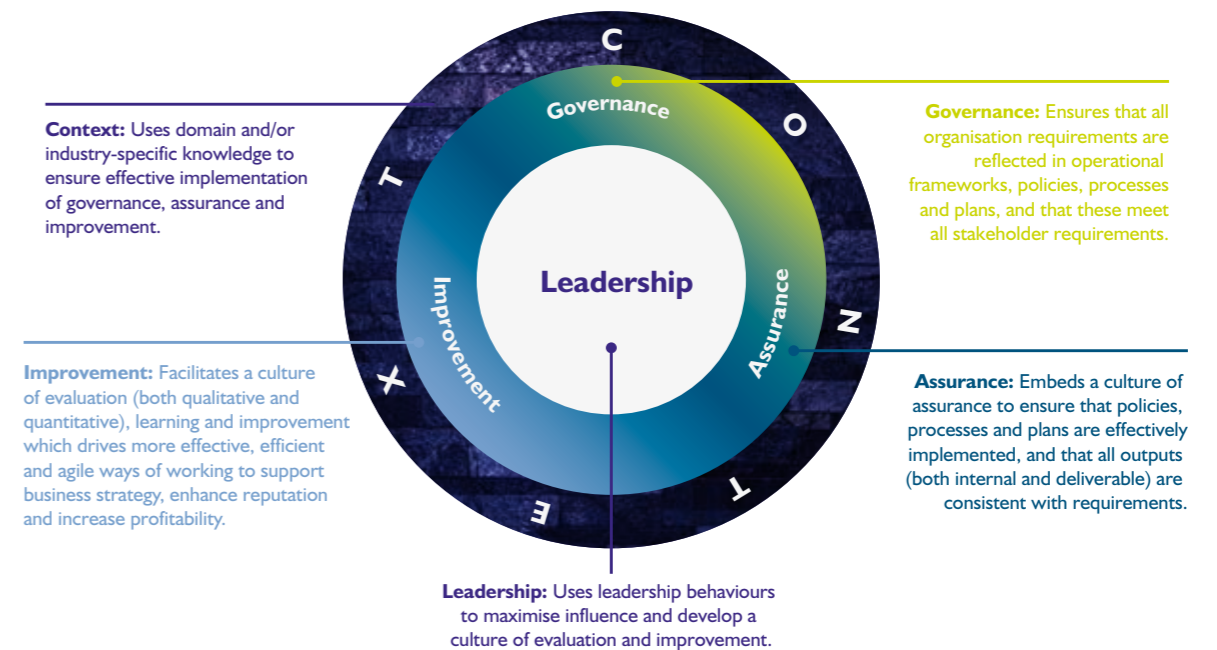 C
O
N
T
E
X
T
Governance
Assurance
Improvement
Leadership
Context: Uses domain and/or
industry-specific knowledge to
ensure effective implementation
of governance, assurance and
improvement.
Governance: Ensures that all
organisation requirements are
reflected in operational
frameworks, policies, processes
and plans, and that these meet
all stakeholder requirements.
Improvement: Facilitates a culture
of evaluation (both qualitative and
quantitative), learning and improvement
which drives more effective, efficient
and agile ways of working to support
business strategy, enhance reputation
and increase profitability.
Assurance: Embeds a culture of
assurance to ensure that policies,
processes and plans are effectively
implemented, and that all outputs
(both internal and deliverable) are
consistent with requirements.
Leadership: Uses leadership behaviours
to maximise influence and develop a
culture of evaluation and improvement.